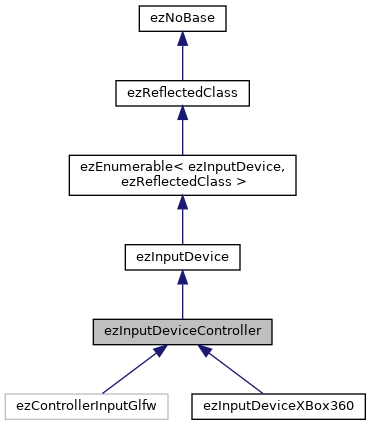 ezNoBase
ezReflectedClass
ezEnumerable< ezInputDevice,
ezReflectedClass >
ezInputDevice
ezInputDeviceController
ezControllerInputGlfw
ezInputDeviceXBox360